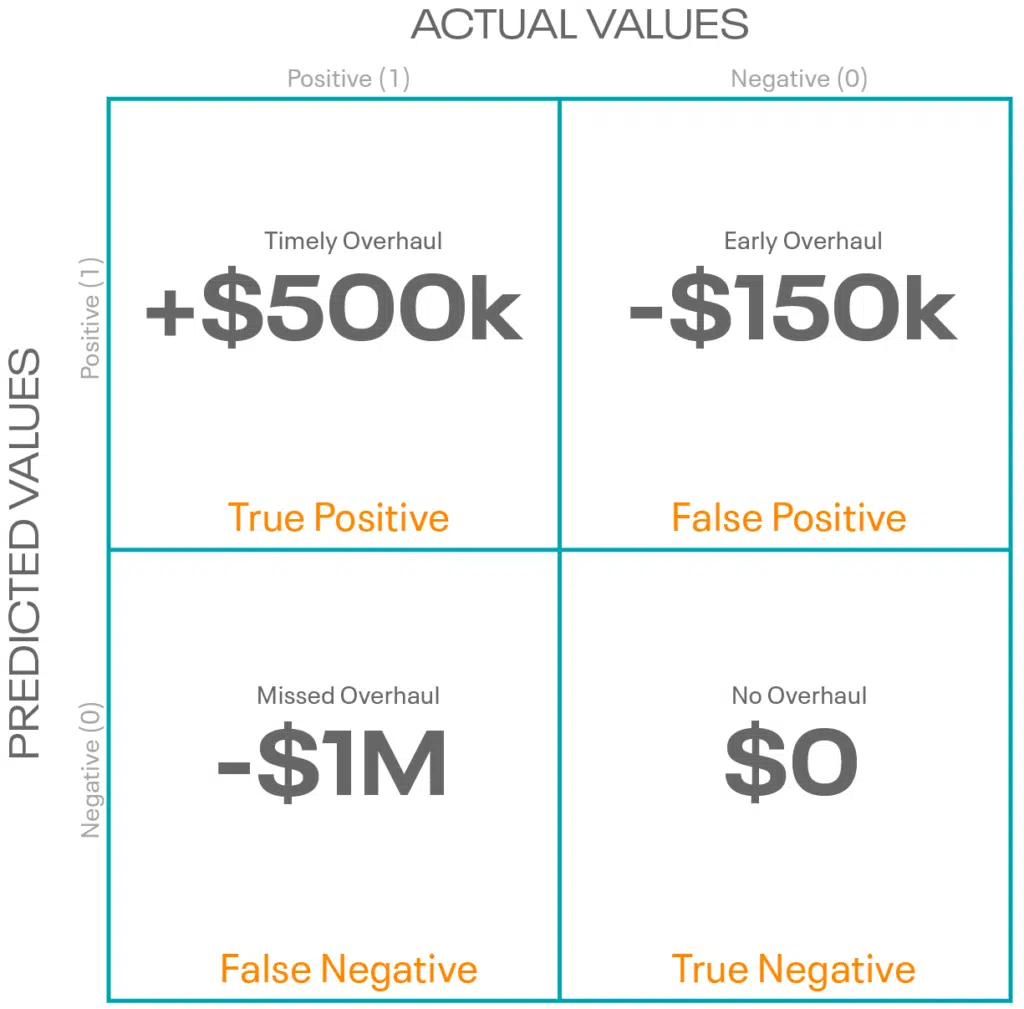 ACTUAL VALUES
Positive (1)
Negative (0)
PREDICTED VALUES
Positive (1)
Timely Overhaul
+$500k
True Positive
Early Overhaul
-$150k
False Positive
Negative (0)
Missed Overhaul
-$1M
False Negative
No Overhaul
$0
True Negative